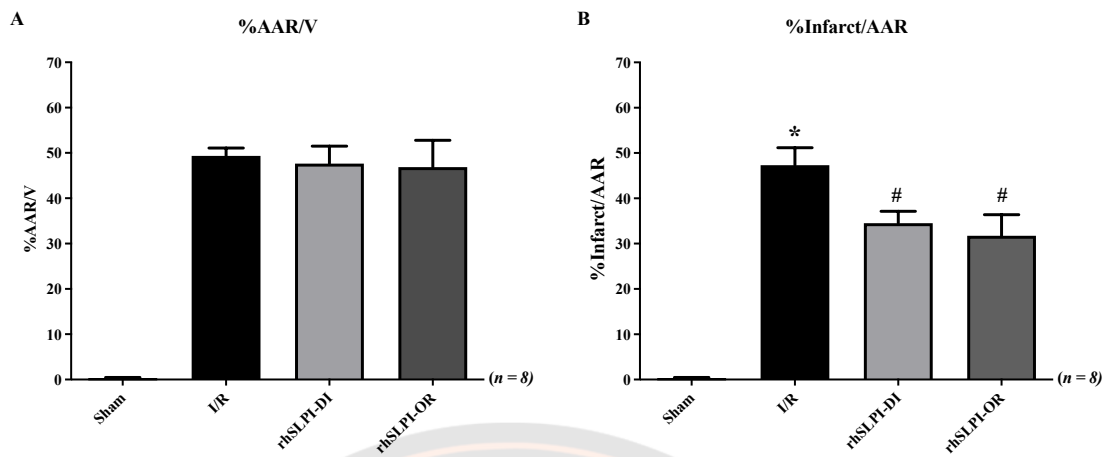 A
%AAR/V
%AAR/V
70
60
50
40
30
20
10
0
Sham
I/R
rhSLPI-DI
rhSLPI-OR
(n = 8)
B
%Infarct/AAR
%Infarct/AAR
70
60
50
40
30
20
10
0
*
#
#
Sham
I/R
rhSLPI-DI
rhSLPI-OR
(n = 8)